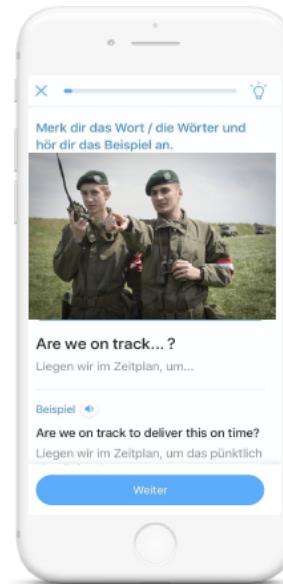 Merk dir das Wort / die Wörter und
hör dir das Beispiel an.
Are we on track... ?
Liegen wir im Zeitplan, um...
Beispiel
Are we on track to deliver this on time?
Liegen wir im Zeitplan, um das pünktlich
Weiter